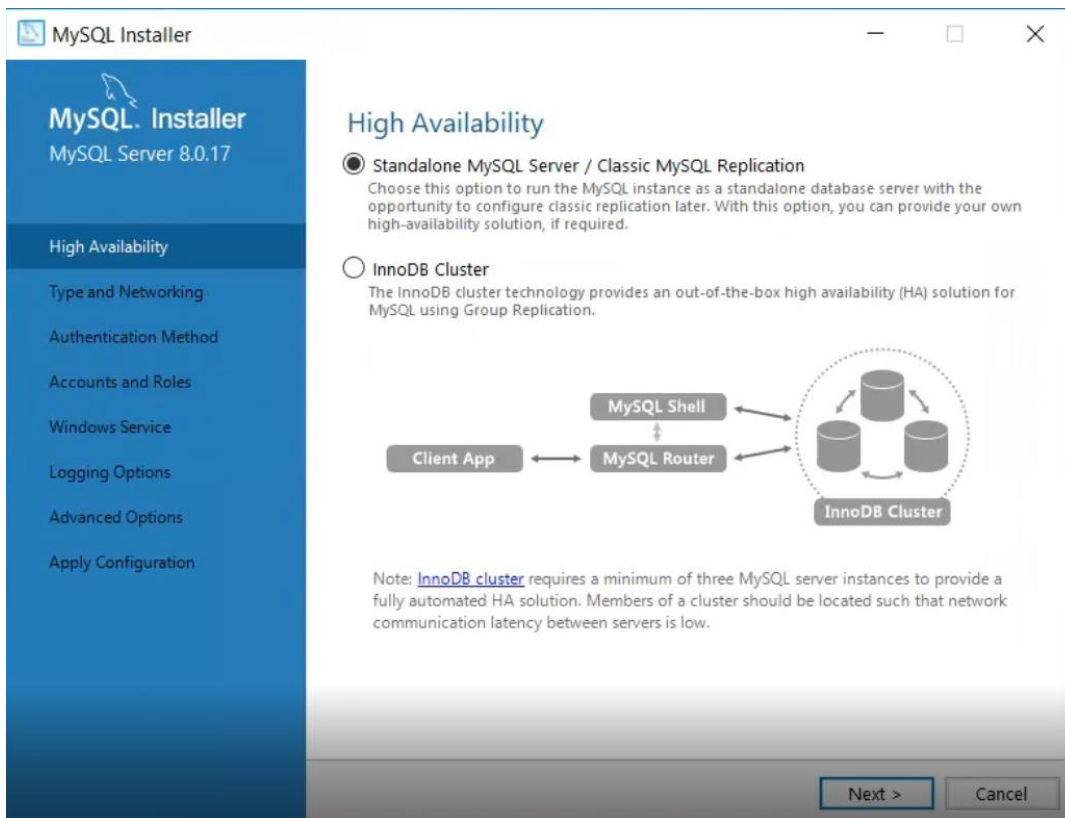 MySQL Installer
MySQL. Installer
MySQL Server 8.0.17
High Availability
Type and Networking
Authentication Method
Accounts and Roles
Windows Service
Logging Options
Advanced Options
Apply Configuration
High Availability
Standalone MySQL Server / Classic MySQL Replication
Choose this option to run the MySQL instance as a standalone database server with the
opportunity to configure classic replication later. With this option, you can provide your own
high-availability solution, if required.
InnoDB Cluster
The InnoDB cluster technology provides an out-of-the-box high availability (HA) solution for
MySQL using Group Replication.
MySQL Shell
Client App
MySQL Router
InnoDB Cluster
Note: InnoDB cluster requires a minimum of three MySQL server instances to provide a
fully automated HA solution. Members of a cluster should be located such that network
communication latency between servers is low.
Next >
Cancel